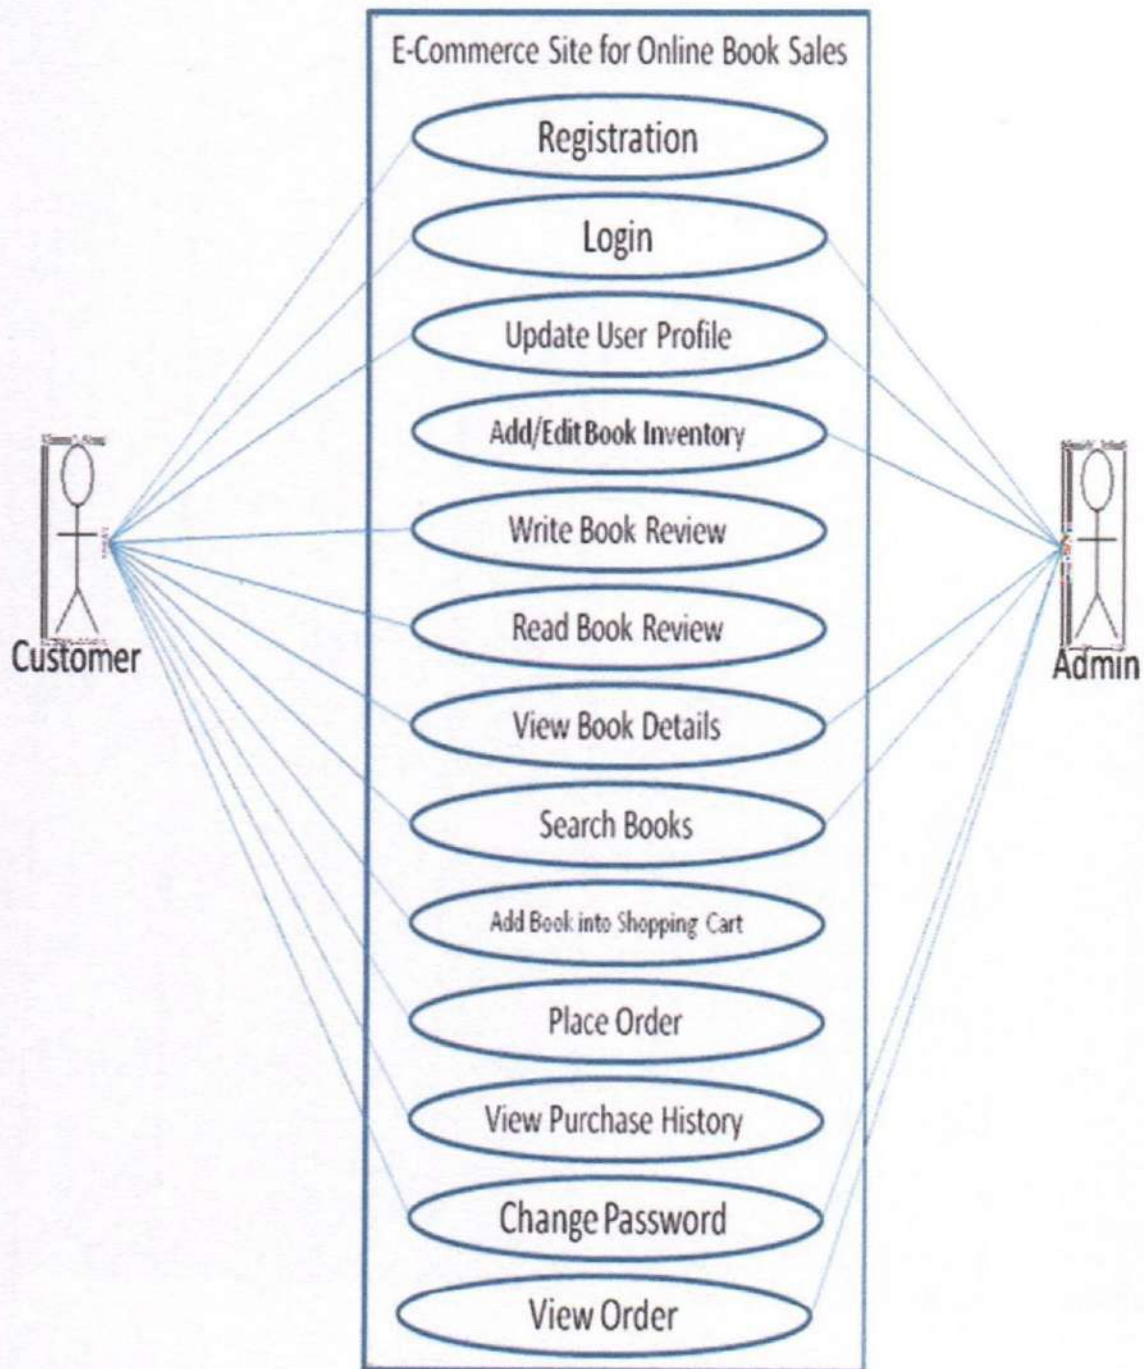 E-Commerce Site for Online Book Sales
Registration
Login
Update User Profile
Add/Edit Book Inventory
Write Book Review
Read Book Review
Customer
Admin
View Book Details
Search Books
Add Book into Shopping Cart
Place Order
View Purchase History
Change Password
View Order